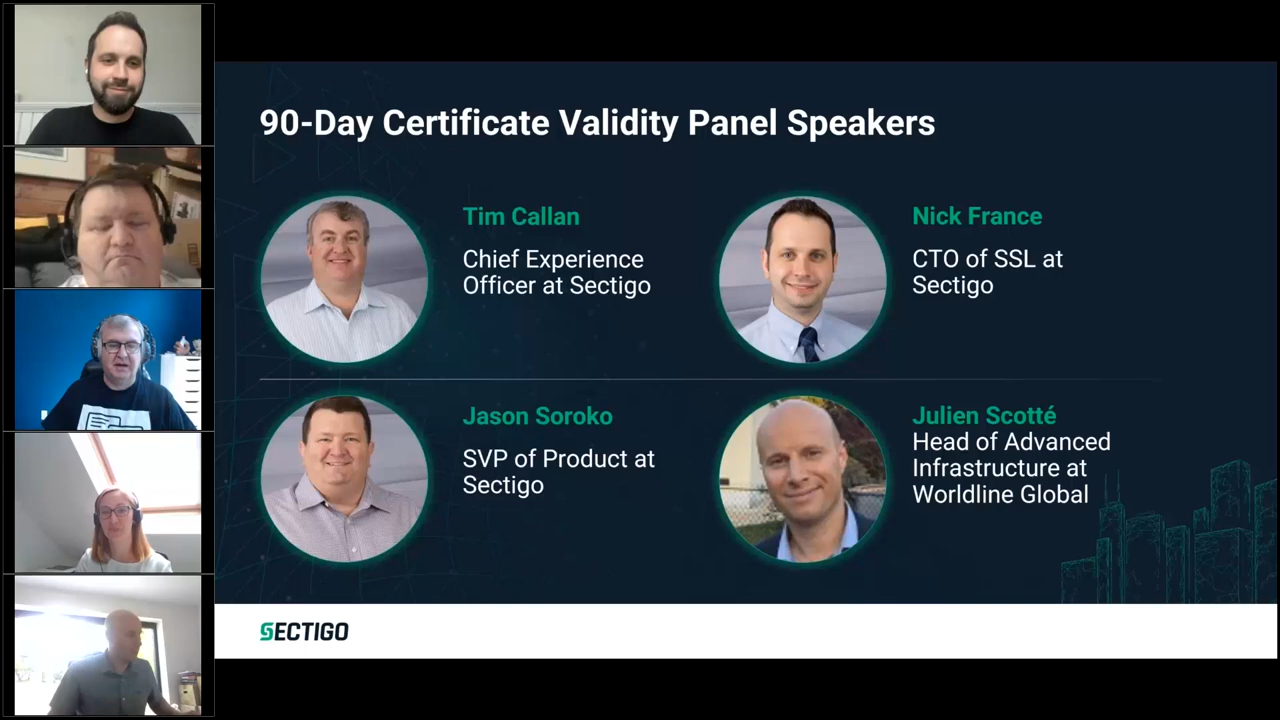 90-Day Certificate Validity Panel Speakers
Tim Callan
Chief Experience
Officer at Sectigo
Nick France
CTO of SSL at
Sectigo
Jason Soroko
SVP of Product at
Sectigo
Julien Scotté
Head of Advanced
Infrastructure at
Worldline Global
SECTIGO